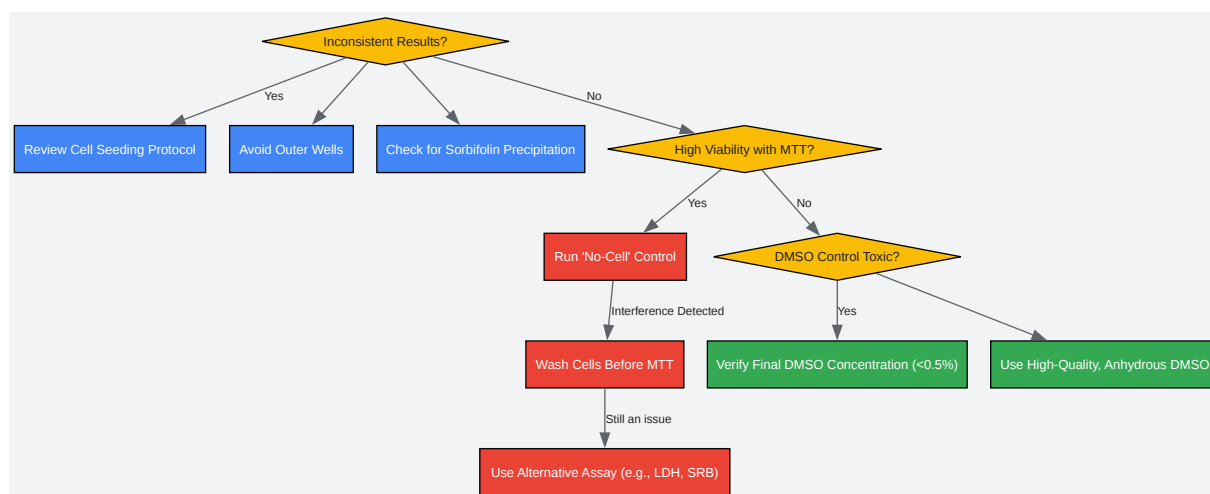 Inconsistent Results?
Yes
No
Review Cell Seeding Protocol
Avoid Outer Wells
Check for Sorbifolin Precipitation
High Viability with MTT?
Yes
No
Run 'No-Cell' Control
DMSO Control Toxic?
Interference Detected
Yes
Wash Cells Before MTT
Verify Final DMSO Concentration (<0.5%)
Use High-Quality, Anhydrous DMSO
Still an issue
Use Alternative Assay (e.g., LDH, SRB)